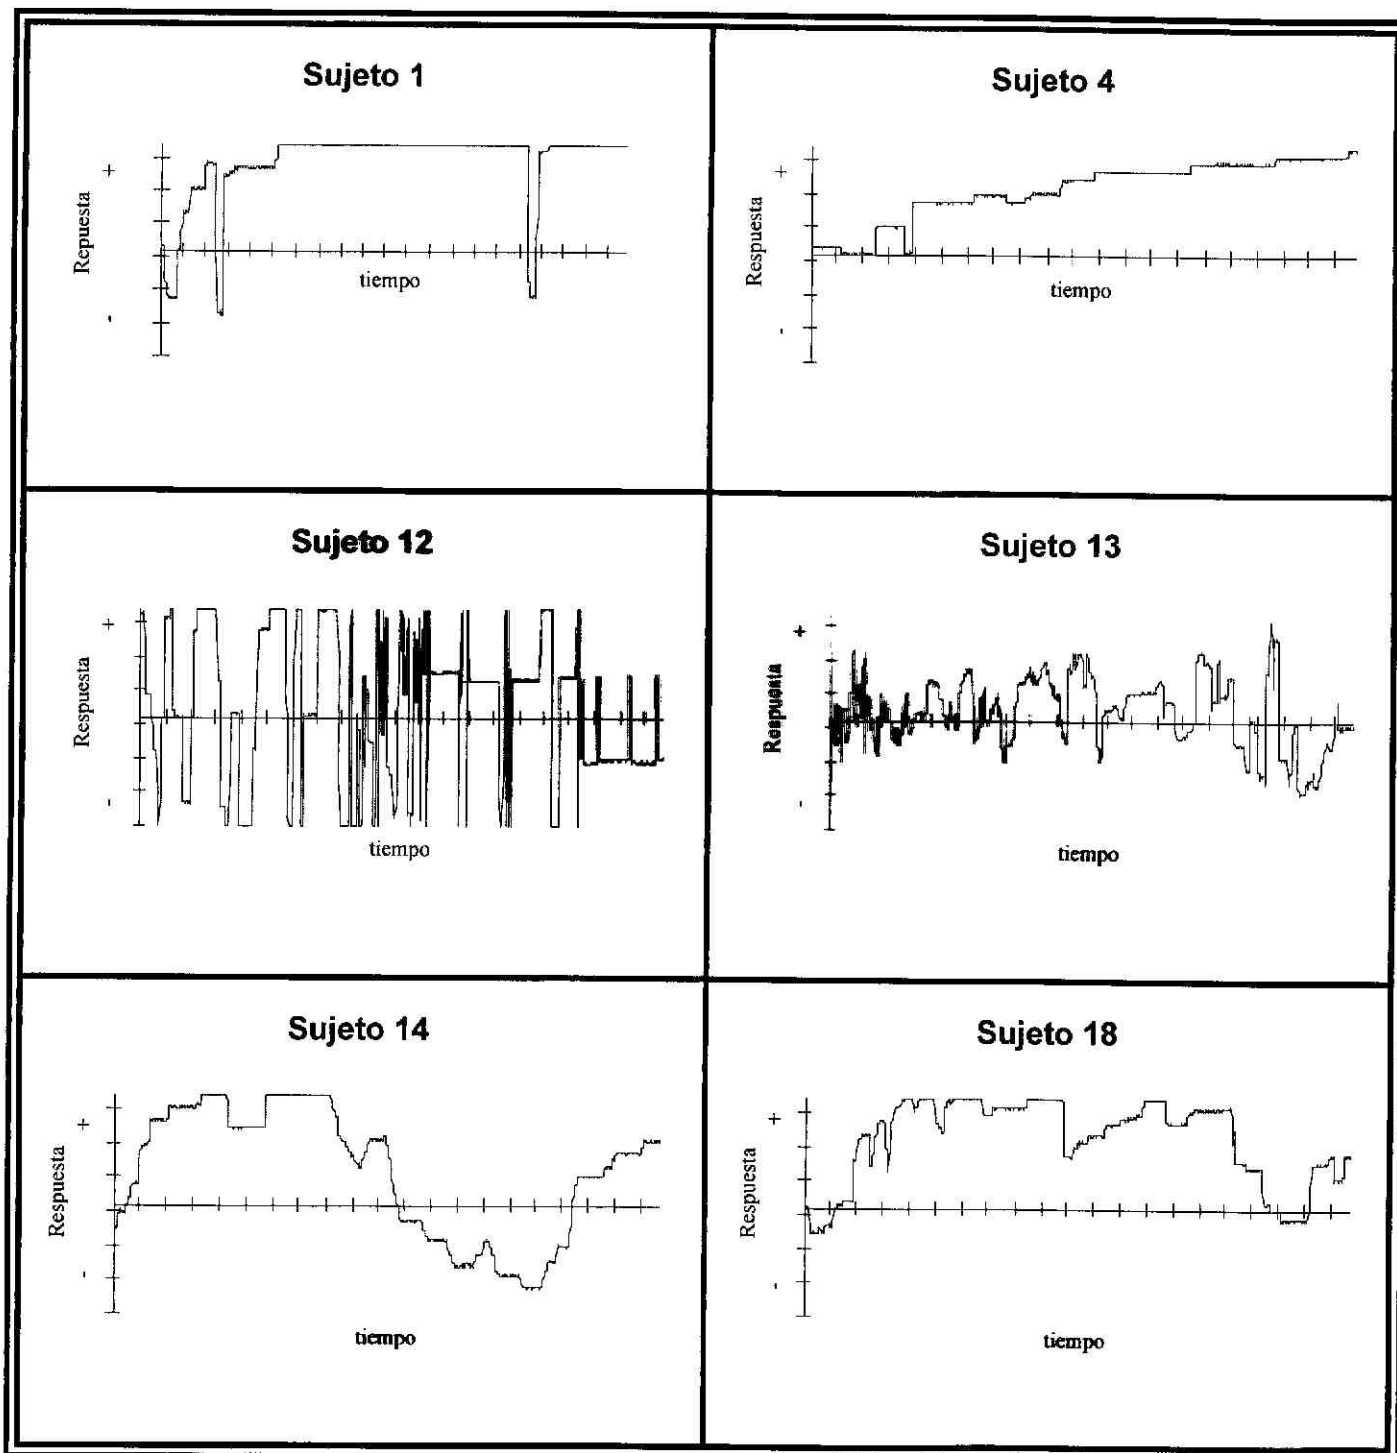 Sujeto 1
+
Repuesta
-
tiempo
Sujeto 4
+
Respuesta
-
tiempo
Sujeto 12
+
Respuesta
-
tiempo
Sujeto 13
+
Respuesta
-
tiempo
Sujeto 14
+
Respuesta
-
tiempo
Sujeto 18
+
Respuesta
-
tiempo